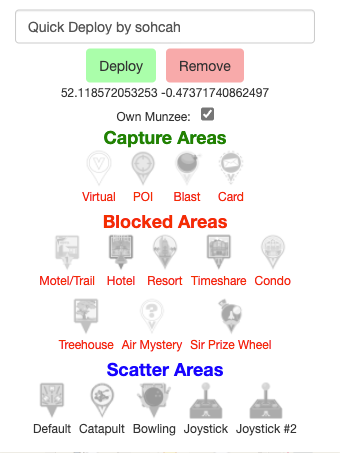 Quick Deploy by sohcah
Deploy Remove
52.118572053253 -0.47371740862497
Own Munzee:
Capture Areas
Virtual POI Blast Card
Blocked Areas
Motel/Trail Hotel Resort Timeshare Condo
Treehouse Air Mystery Sir Prize Wheel
Scatter Areas
Default Catapult Bowling Joystick Joystick #2